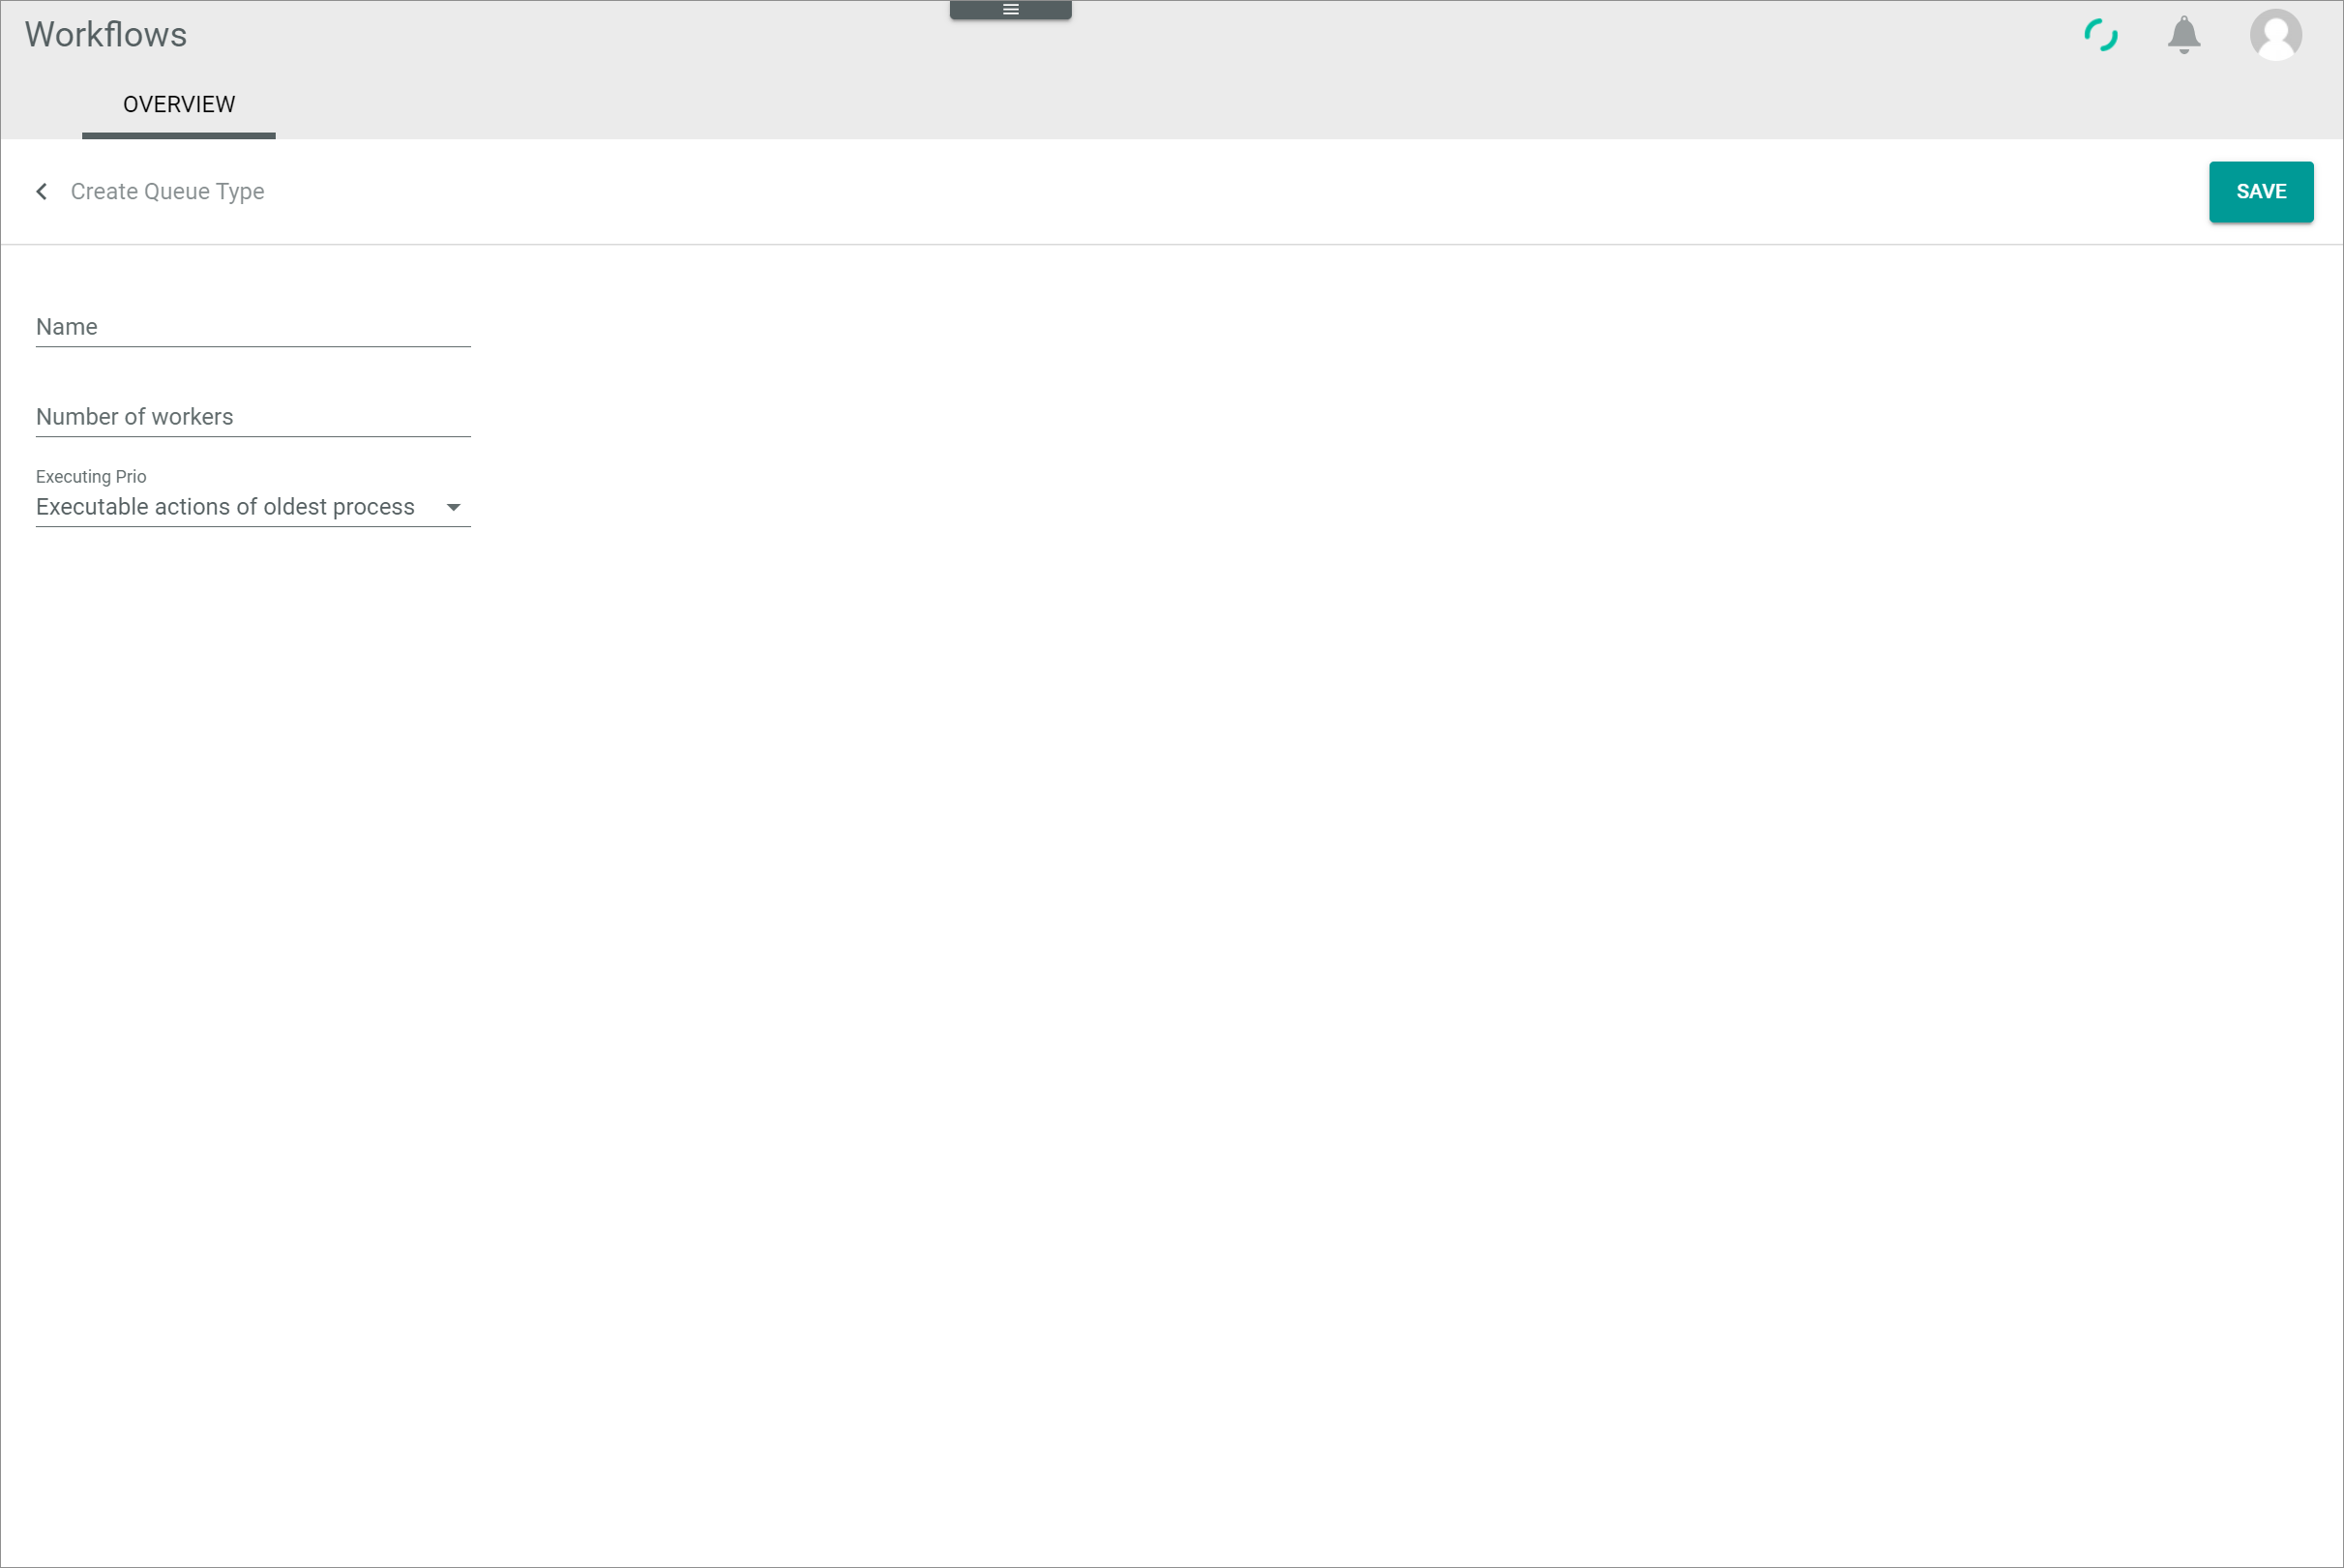 Workflows
OVERVIEW
Create Queue Type
SAVE
Name
Number of workers
Executing Prio
Executable actions of oldest process